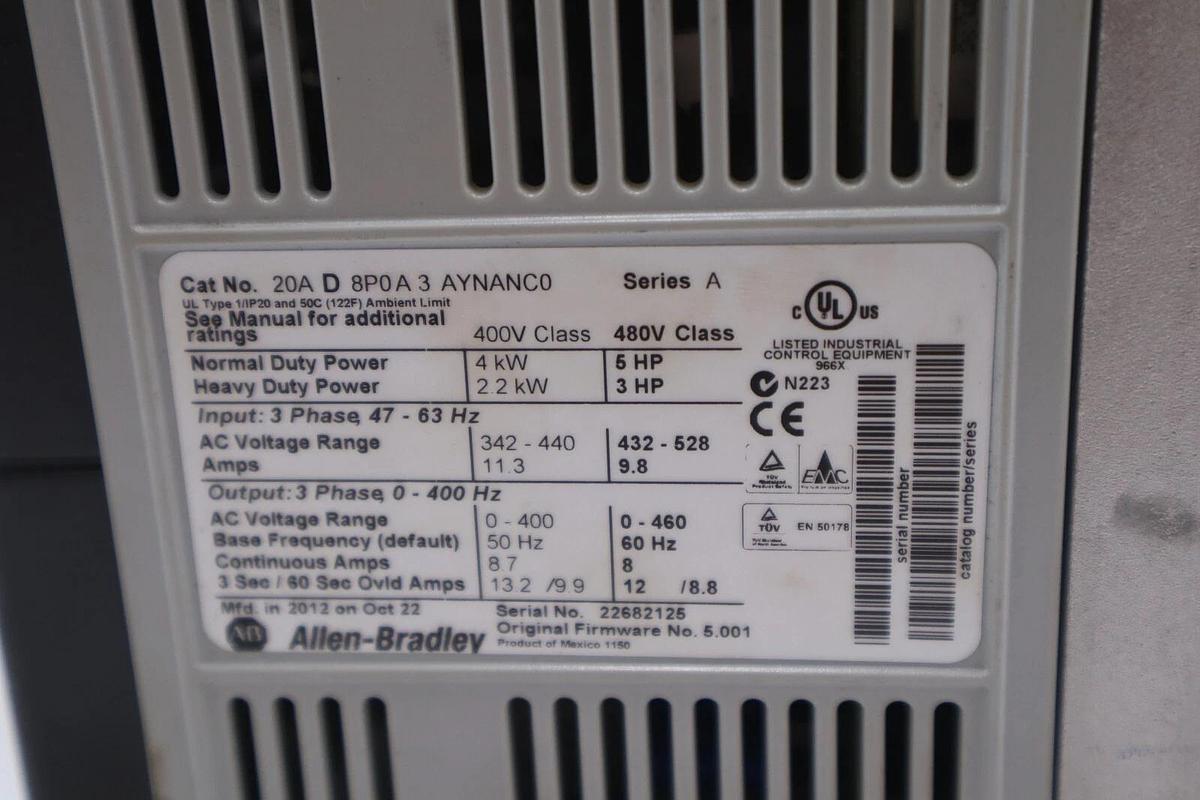 Cat No. 20A D 8P0 A 3 AYNANC0 Series A
UL Type 1/IP20 and 50C (122F) Ambient Limit
See Manual for additional
ratings
400V Class 480V Class
Normal Duty Power 4 kW 5 HP
Heavy Duty Power 2.2 kW 3 HP
Input: 3 Phase, 47 - 63 Hz
AC Voltage Range 342 - 440 432 - 528
Amps 11.3 9.8
Output: 3 Phase, 0 - 400 Hz
AC Voltage Range 0 - 400 0 - 460
Base Frequency (default) 50 Hz 60 Hz
Continuous Amps 8.7 8
3 Sec / 60 Sec Ovld Amps 13.2 /9.9 12 /8.8
Mfd. in 2012 on Oct 22
Serial No. 22682125
AB Allen-Bradley
Original Firmware No. 5.001
Product of Mexico 1150
C UL US
LISTED INDUSTRIAL
CONTROL EQUIPMENT
966X
N223
CE
TÜV
EMC
TÜV
EN 50178
serial number
catalog number/series